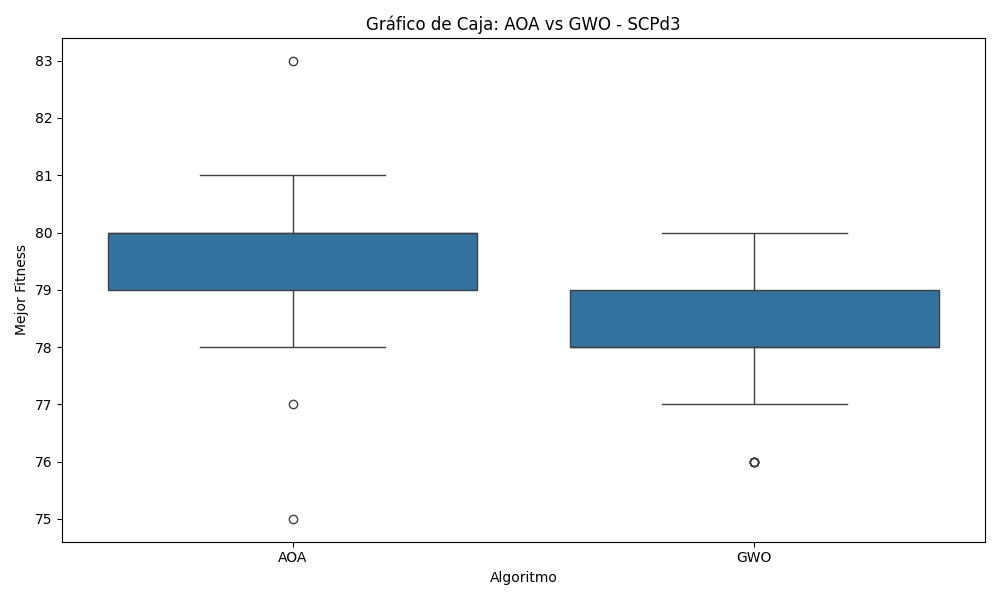 Gráfico de Caja: AOA vs GWO - SCPd3
83
82
81
80
79
78
77
76
75
Mejor Fitness
AOA
GWO
Algoritmo